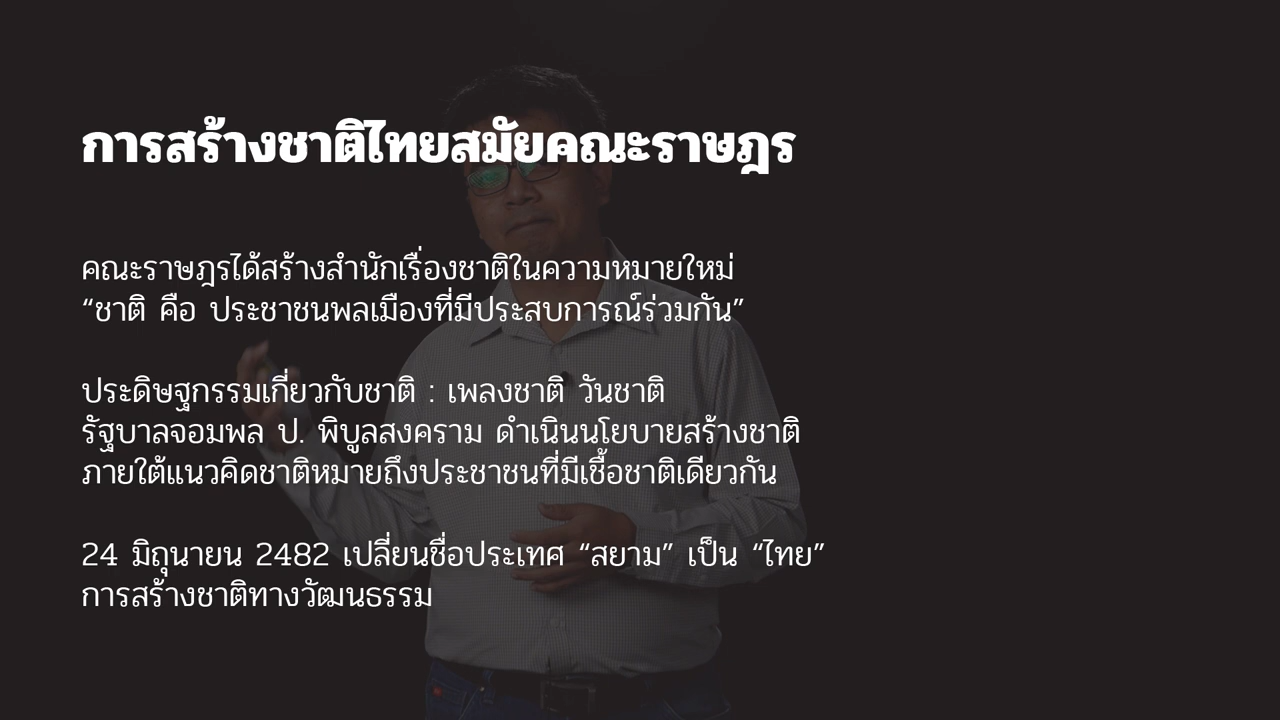 การสร้างชาติไทยสมัยคณะราษฎร
คณะราษฎรได้สร้างสำนักเรื่องชาติในความหมายใหม่
“ชาติ คือ ประชาชนพลเมืองที่มีประสบการณ์ร่วมกัน”
ประดิษฐกรรมเกี่ยวกับชาติ : เพลงชาติ วันชาติ
รัฐบาลจอมพล ป. พิบูลสงคราม ดำเนินนโยบายสร้างชาติ
ภายใต้แนวคิดชาติหมายถึงประชาชนที่มีเชื้อชาติเดียวกัน
24 มิถุนายน 2482 เปลี่ยนชื่อประเทศ “สยาม” เป็น “ไทย”
การสร้างชาติทางวัฒนธรรม